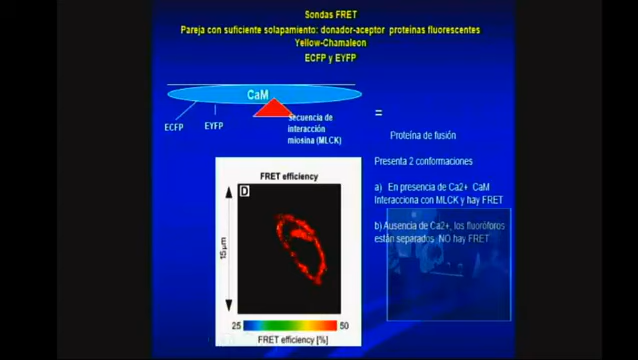 Sondas FRET
Pareja con suficiente solapamiento: donador-aceptor proteínas fluorescentes
Yellow-Chamaleon
ECFP y EYFP
CaM
ECFP
EYFP
Secuencia de
interacción
miosina (MLCK)
=
Proteína de fusión
Presenta 2 conformaciones
a) En presencia de Ca2+ CaM
Interacciona con MLCK y hay FRET
b) Ausencia de Ca2+, los fluoróforos
están separados NO hay FRET
FRET efficiency
D
15µm
25
50
FRET efficiency [%]